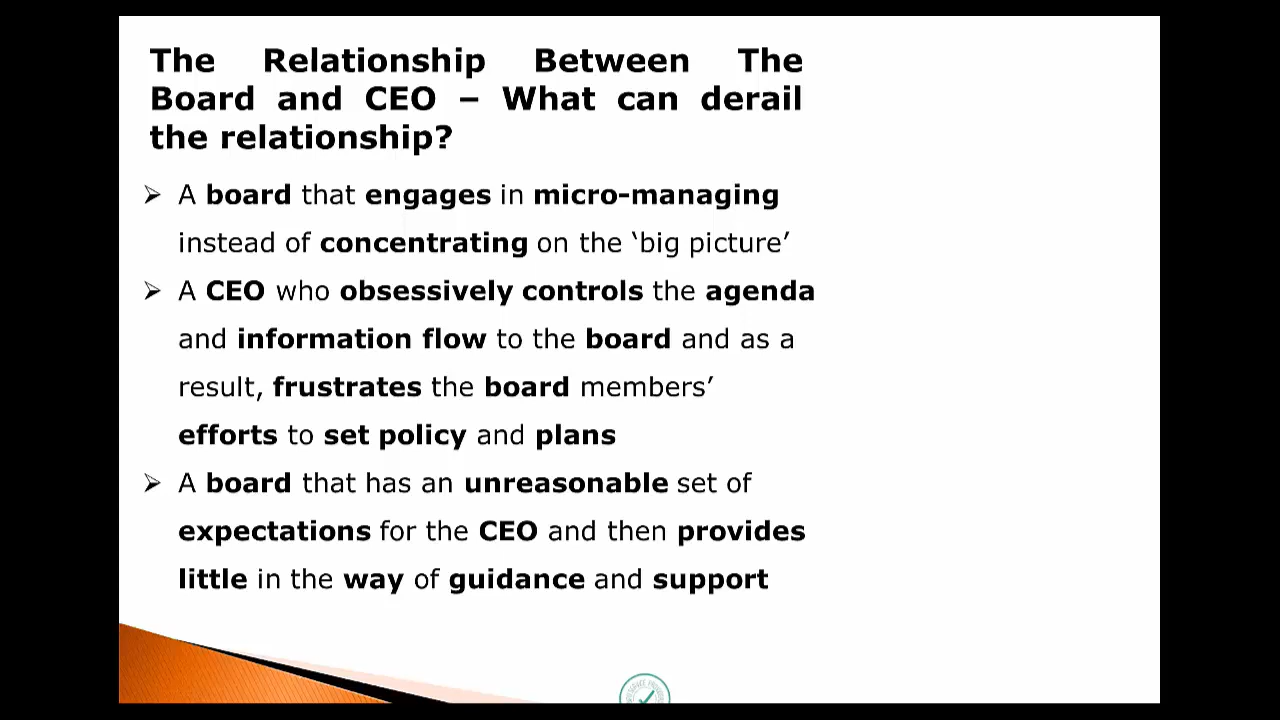 The Relationship Between The
Board and CEO – What can derail
the relationship?
➢ A board that engages in micro-managing
instead of concentrating on the ‘big picture’
➢ A CEO who obsessively controls the agenda
and information flow to the board and as a
result, frustrates the board members’
efforts to set policy and plans
➢ A board that has an unreasonable set of
expectations for the CEO and then provides
little in the way of guidance and support